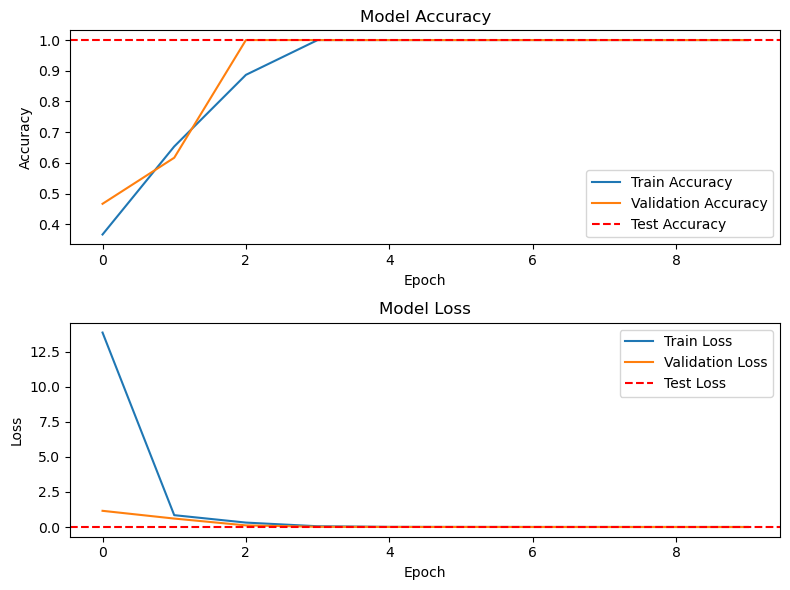 Model Accuracy
1.0
0.9
0.8
0.7
0.6
0.5
0.4
Accuracy
Train Accuracy
Validation Accuracy
Test Accuracy
0 2 4 6 8
Epoch
Model Loss
12.5
10.0
7.5
5.0
2.5
0.0
Loss
Train Loss
Validation Loss
Test Loss
0 2 4 6 8
Epoch